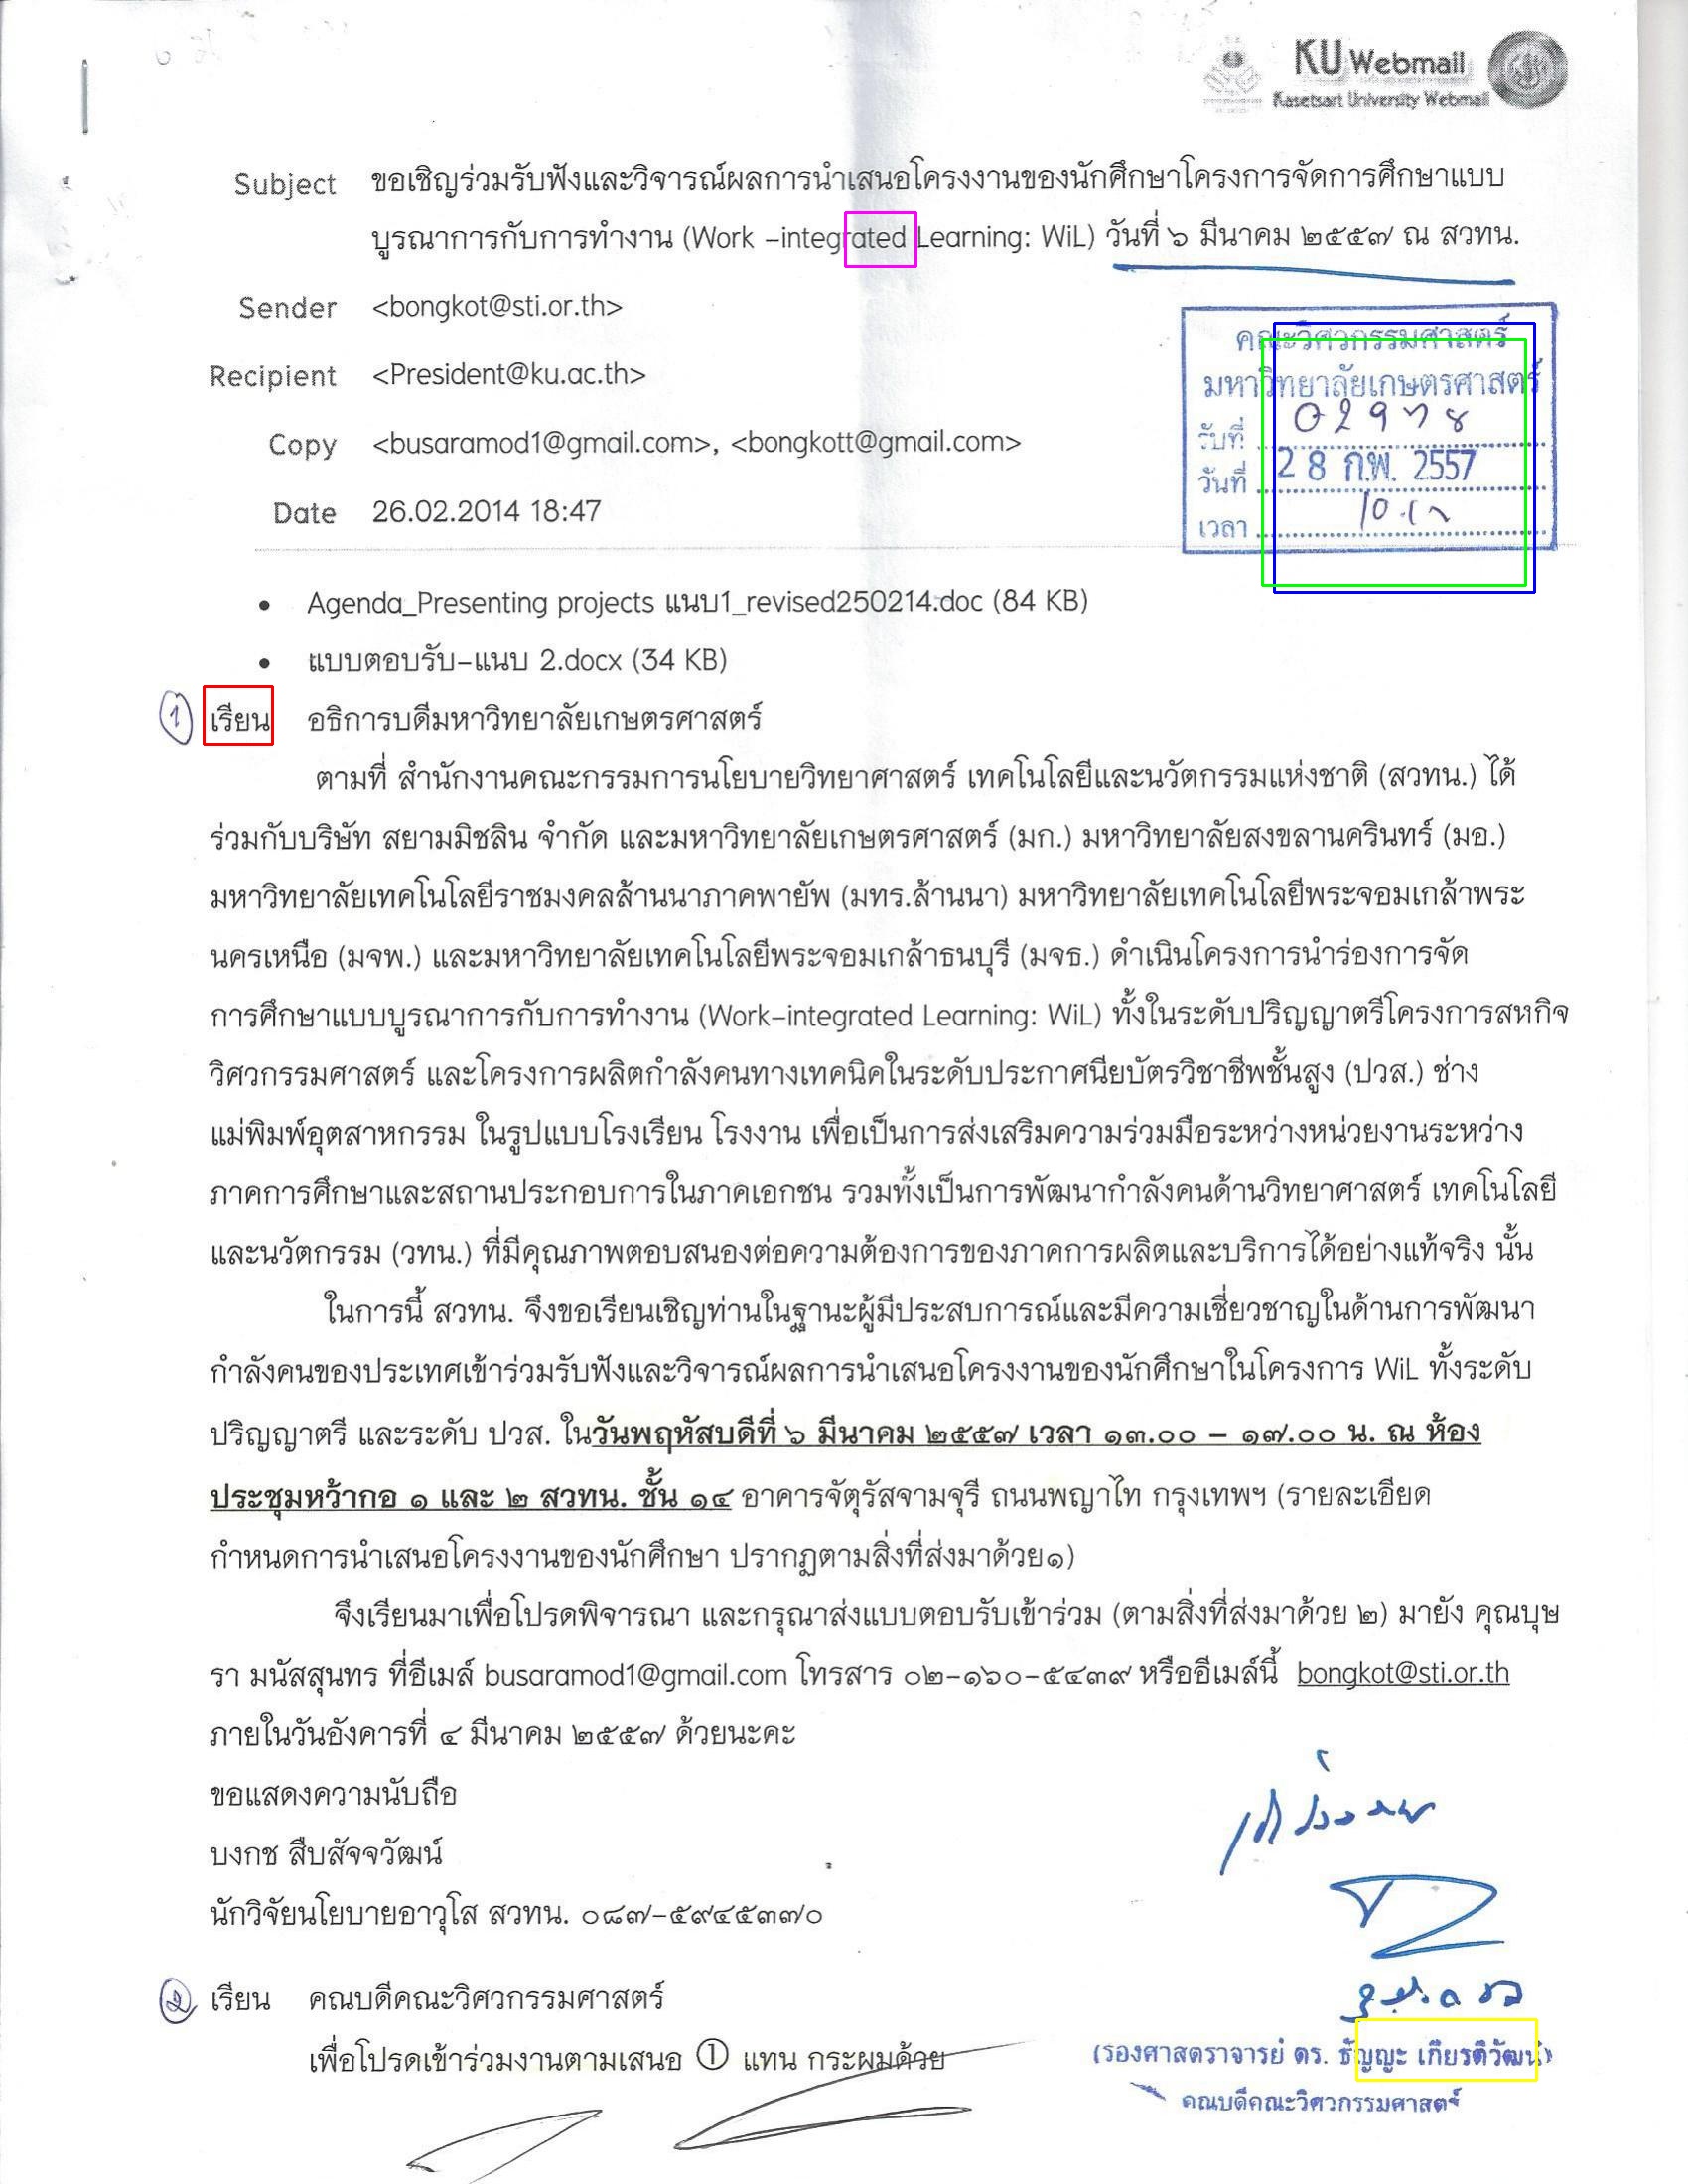 KU Webmail
Kasetsart University Webmail
Subject ขอเชิญร่วมรับฟังและวิจารณ์ผลการนำเสนอโครงงานของนักศึกษาโครงการจัดการศึกษาแบบ
บูรณาการกับการทำงาน (Work -integrated Learning: WiL) วันที่ ๖ มีนาคม ๒๕๕๗ ณ สวทน.
Sender <bongkot@sti.or.th>
Recipient <President@ku.ac.th>
Copy <busaramod1@gmail.com>, <bongkott@gmail.com>
Date 26.02.2014 18:47
คณะวิศวกรรมศาสตร์
มหาวิทยาลัยเกษตรศาสตร์
รับที่
วันที่ 28 ก.พ. 2557
เวลา
• Agenda_Presenting projects แนบ1_revised250214.doc (84 KB)
• แบบตอบรับ-แนบ 2.docx (34 KB)
1 เรียน อธิการบดีมหาวิทยาลัยเกษตรศาสตร์
ตามที่ สำนักงานคณะกรรมการนโยบายวิทยาศาสตร์ เทคโนโลยีและนวัตกรรมแห่งชาติ (สวทน.) ได้
ร่วมกับบริษัท สยามมิชลิน จำกัด และมหาวิทยาลัยเกษตรศาสตร์ (มก.) มหาวิทยาลัยสงขลานครินทร์ (มอ.)
มหาวิทยาลัยเทคโนโลยีราชมงคลล้านนาภาคพายัพ (มทร.ล้านนา) มหาวิทยาลัยเทคโนโลยีพระจอมเกล้าพระ
นครเหนือ (มจพ.) และมหาวิทยาลัยเทคโนโลยีพระจอมเกล้าธนบุรี (มจธ.) ดำเนินโครงการนำร่องการจัด
การศึกษาแบบบูรณาการกับการทำงาน (Work-integrated Learning: WiL) ทั้งในระดับปริญญาตรีโครงการสหกิจ
วิศวกรรมศาสตร์ และโครงการผลิตกำลังคนทางเทคนิคในระดับประกาศนียบัตรวิชาชีพชั้นสูง (ปวส.) ช่าง
แม่พิมพ์อุตสาหกรรม ในรูปแบบโรงเรียน โรงงาน เพื่อเป็นการส่งเสริมความร่วมมือระหว่างหน่วยงานระหว่าง
ภาคการศึกษาและสถานประกอบการในภาคเอกชน รวมทั้งเป็นการพัฒนากำลังคนด้านวิทยาศาสตร์ เทคโนโลยี
และนวัตกรรม (วทน.) ที่มีคุณภาพตอบสนองต่อความต้องการของภาคการผลิตและบริการได้อย่างแท้จริง นั้น
ในการนี้ สวทน. จึงขอเรียนเชิญท่านในฐานะผู้มีประสบการณ์และมีความเชี่ยวชาญในด้านการพัฒนา
กำลังคนของประเทศเข้าร่วมรับฟังและวิจารณ์ผลการนำเสนอโครงงานของนักศึกษาในโครงการ WiL ทั้งระดับ
ปริญญาตรี และระดับ ปวส. ในวันพฤหัสบดีที่ ๖ มีนาคม ๒๕๕๗ เวลา ๑๓.๐๐ - ๑๗.๐๐ น. ณ ห้อง
ประชุมหว้ากอ ๑ และ ๒ สวทน. ชั้น ๑๔ อาคารจัตุรัสจามจุรี ถนนพญาไท กรุงเทพฯ (รายละเอียด
กำหนดการนำเสนอโครงงานของนักศึกษา ปรากฏตามสิ่งที่ส่งมาด้วย๑)
จึงเรียนมาเพื่อโปรดพิจารณา และกรุณาส่งแบบตอบรับเข้าร่วม (ตามสิ่งที่ส่งมาด้วย ๒) มายัง คุณบุษ
รา มนัสสุนทร ที่อีเมล์ busaramod1@gmail.com โทรสาร ๐๒-๑๖๐-๕๔๓๙ หรืออีเมล์นี้ bongkot@sti.or.th
ภายในวันอังคารที่ ๔ มีนาคม ๒๕๕๗ ด้วยนะคะ
ขอแสดงความนับถือ
บงกช สืบสัจจวัฒน์
นักวิจัยนโยบายอาวุโส สวทน. ๐๘๗-๕๙๔๕๓๓๗๐
๒ เรียน คณบดีคณะวิศวกรรมศาสตร์
เพื่อโปรดเข้าร่วมงานตามเสนอ ① แทน กระผมด้วย
(รองศาสตราจารย์ ดร. ธัญญะ เกียรติวัฒน์)
คณบดีคณะวิศวกรรมศาสตร์